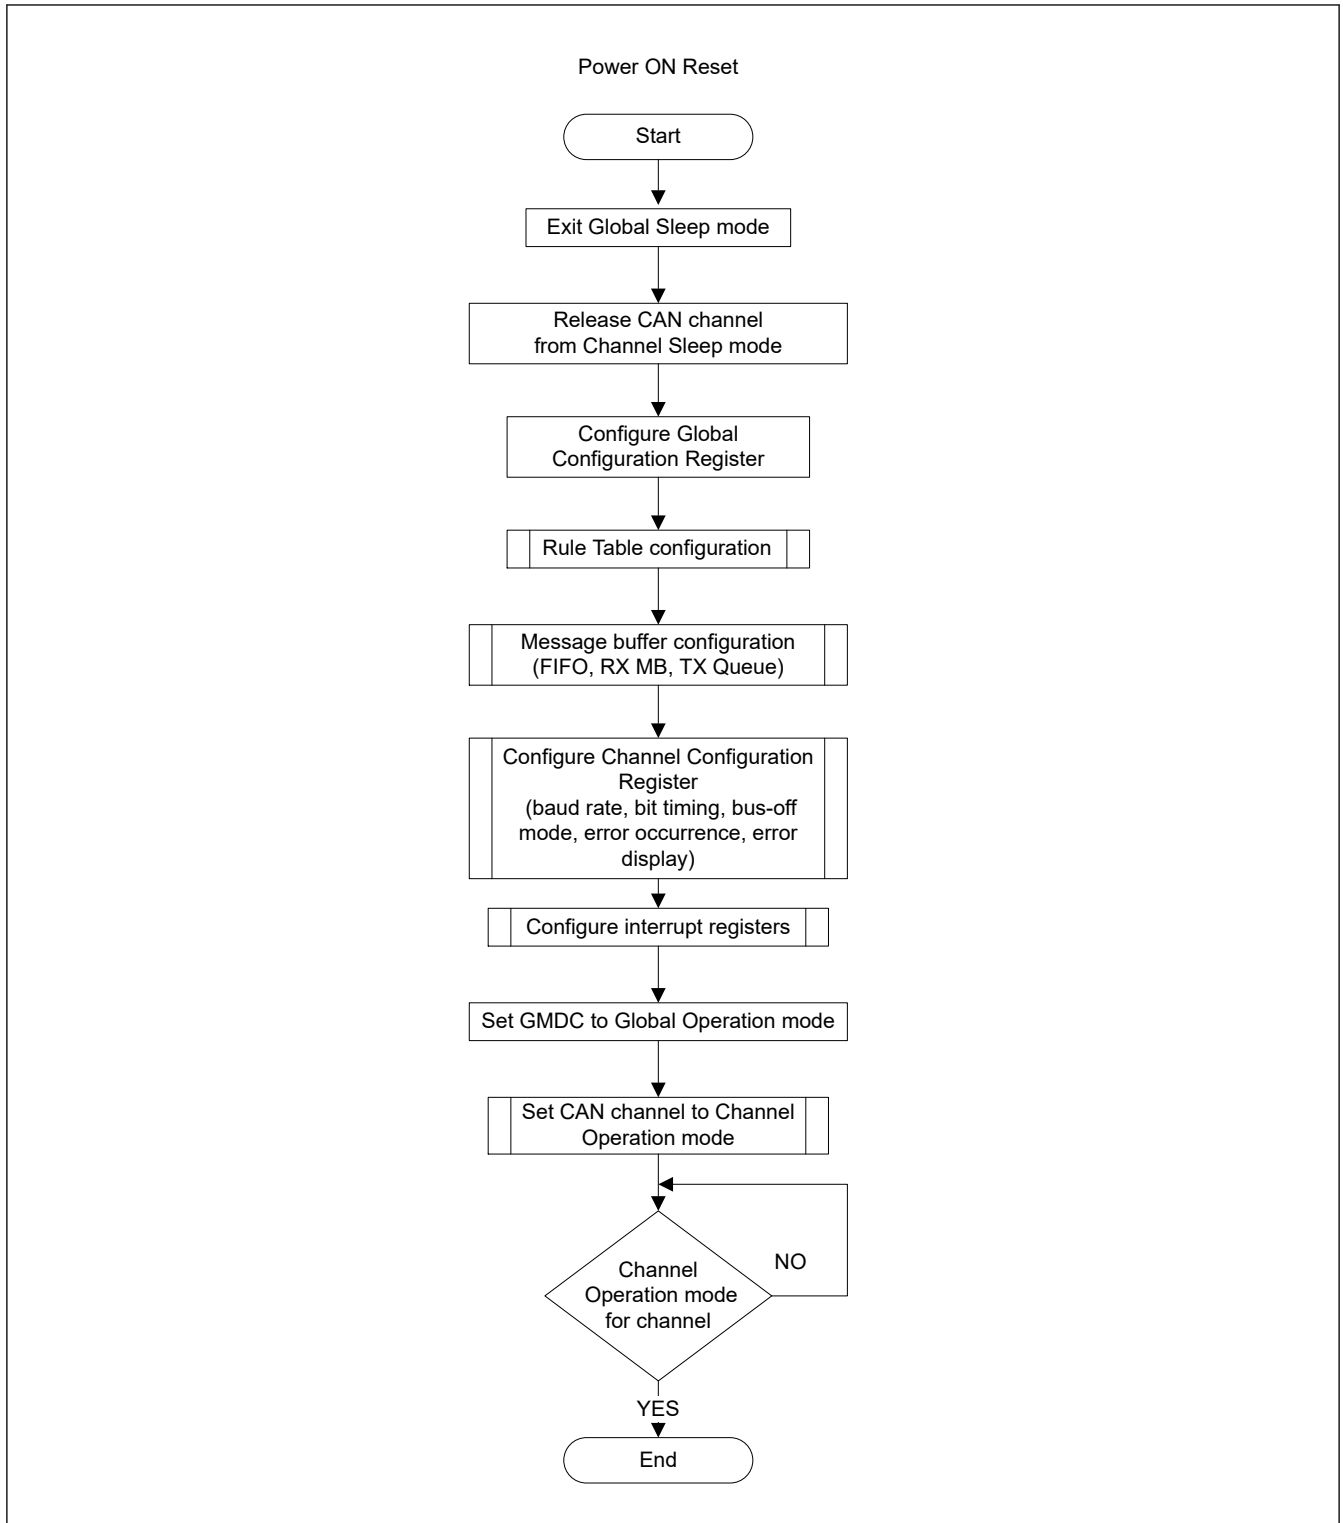 Power ON Reset
Start
Exit Global Sleep mode
Release CAN channel
from Channel Sleep mode
Configure Global
Configuration Register
Rule Table configuration
Message buffer configuration
(FIFO, RX MB, TX Queue)
Configure Channel Configuration
Register
(baud rate, bit timing, bus-off
mode, error occurrence, error
display)
Configure interrupt registers
Set GMDC to Global Operation mode
Set CAN channel to Channel
Operation mode
Channel
Operation mode
for channel
NO
YES
End